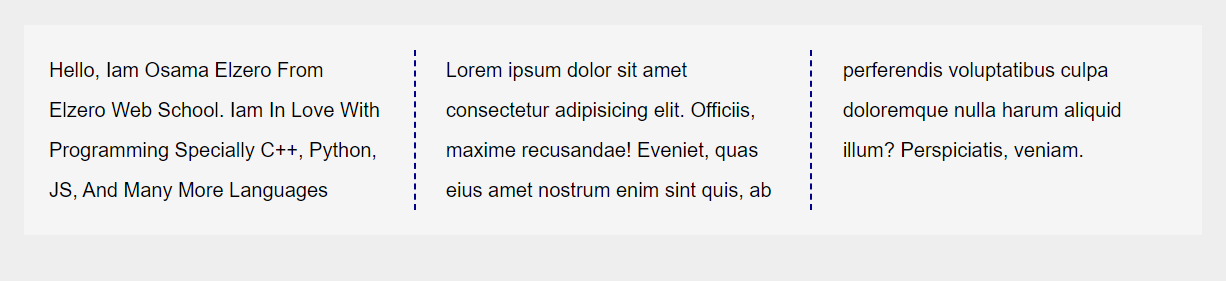 Hello, Iam Osama Elzero From
Elzero Web School. Iam In Love With
Programming Specially C++, Python,
JS, And Many More Languages
Lorem ipsum dolor sit amet
consectetur adipisicing elit. Officiis,
maxime recusandae! Eveniet, quas
eius amet nostrum enim sint quis, ab
perferendis voluptatibus culpa
doloremque nulla harum aliquid
illum? Perspiciatis, veniam.